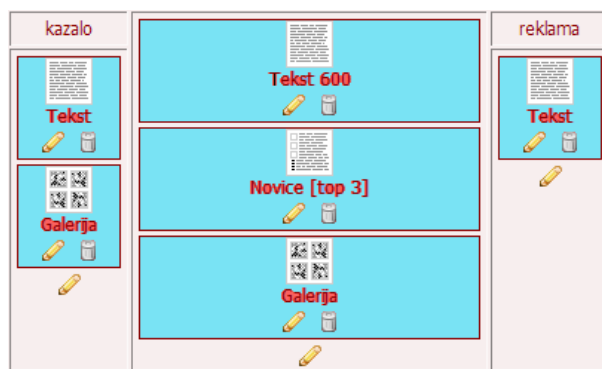 kazalo
Tekst
Galerija
Tekst 600
Novice [top 3]
Galerija
reklama
Tekst